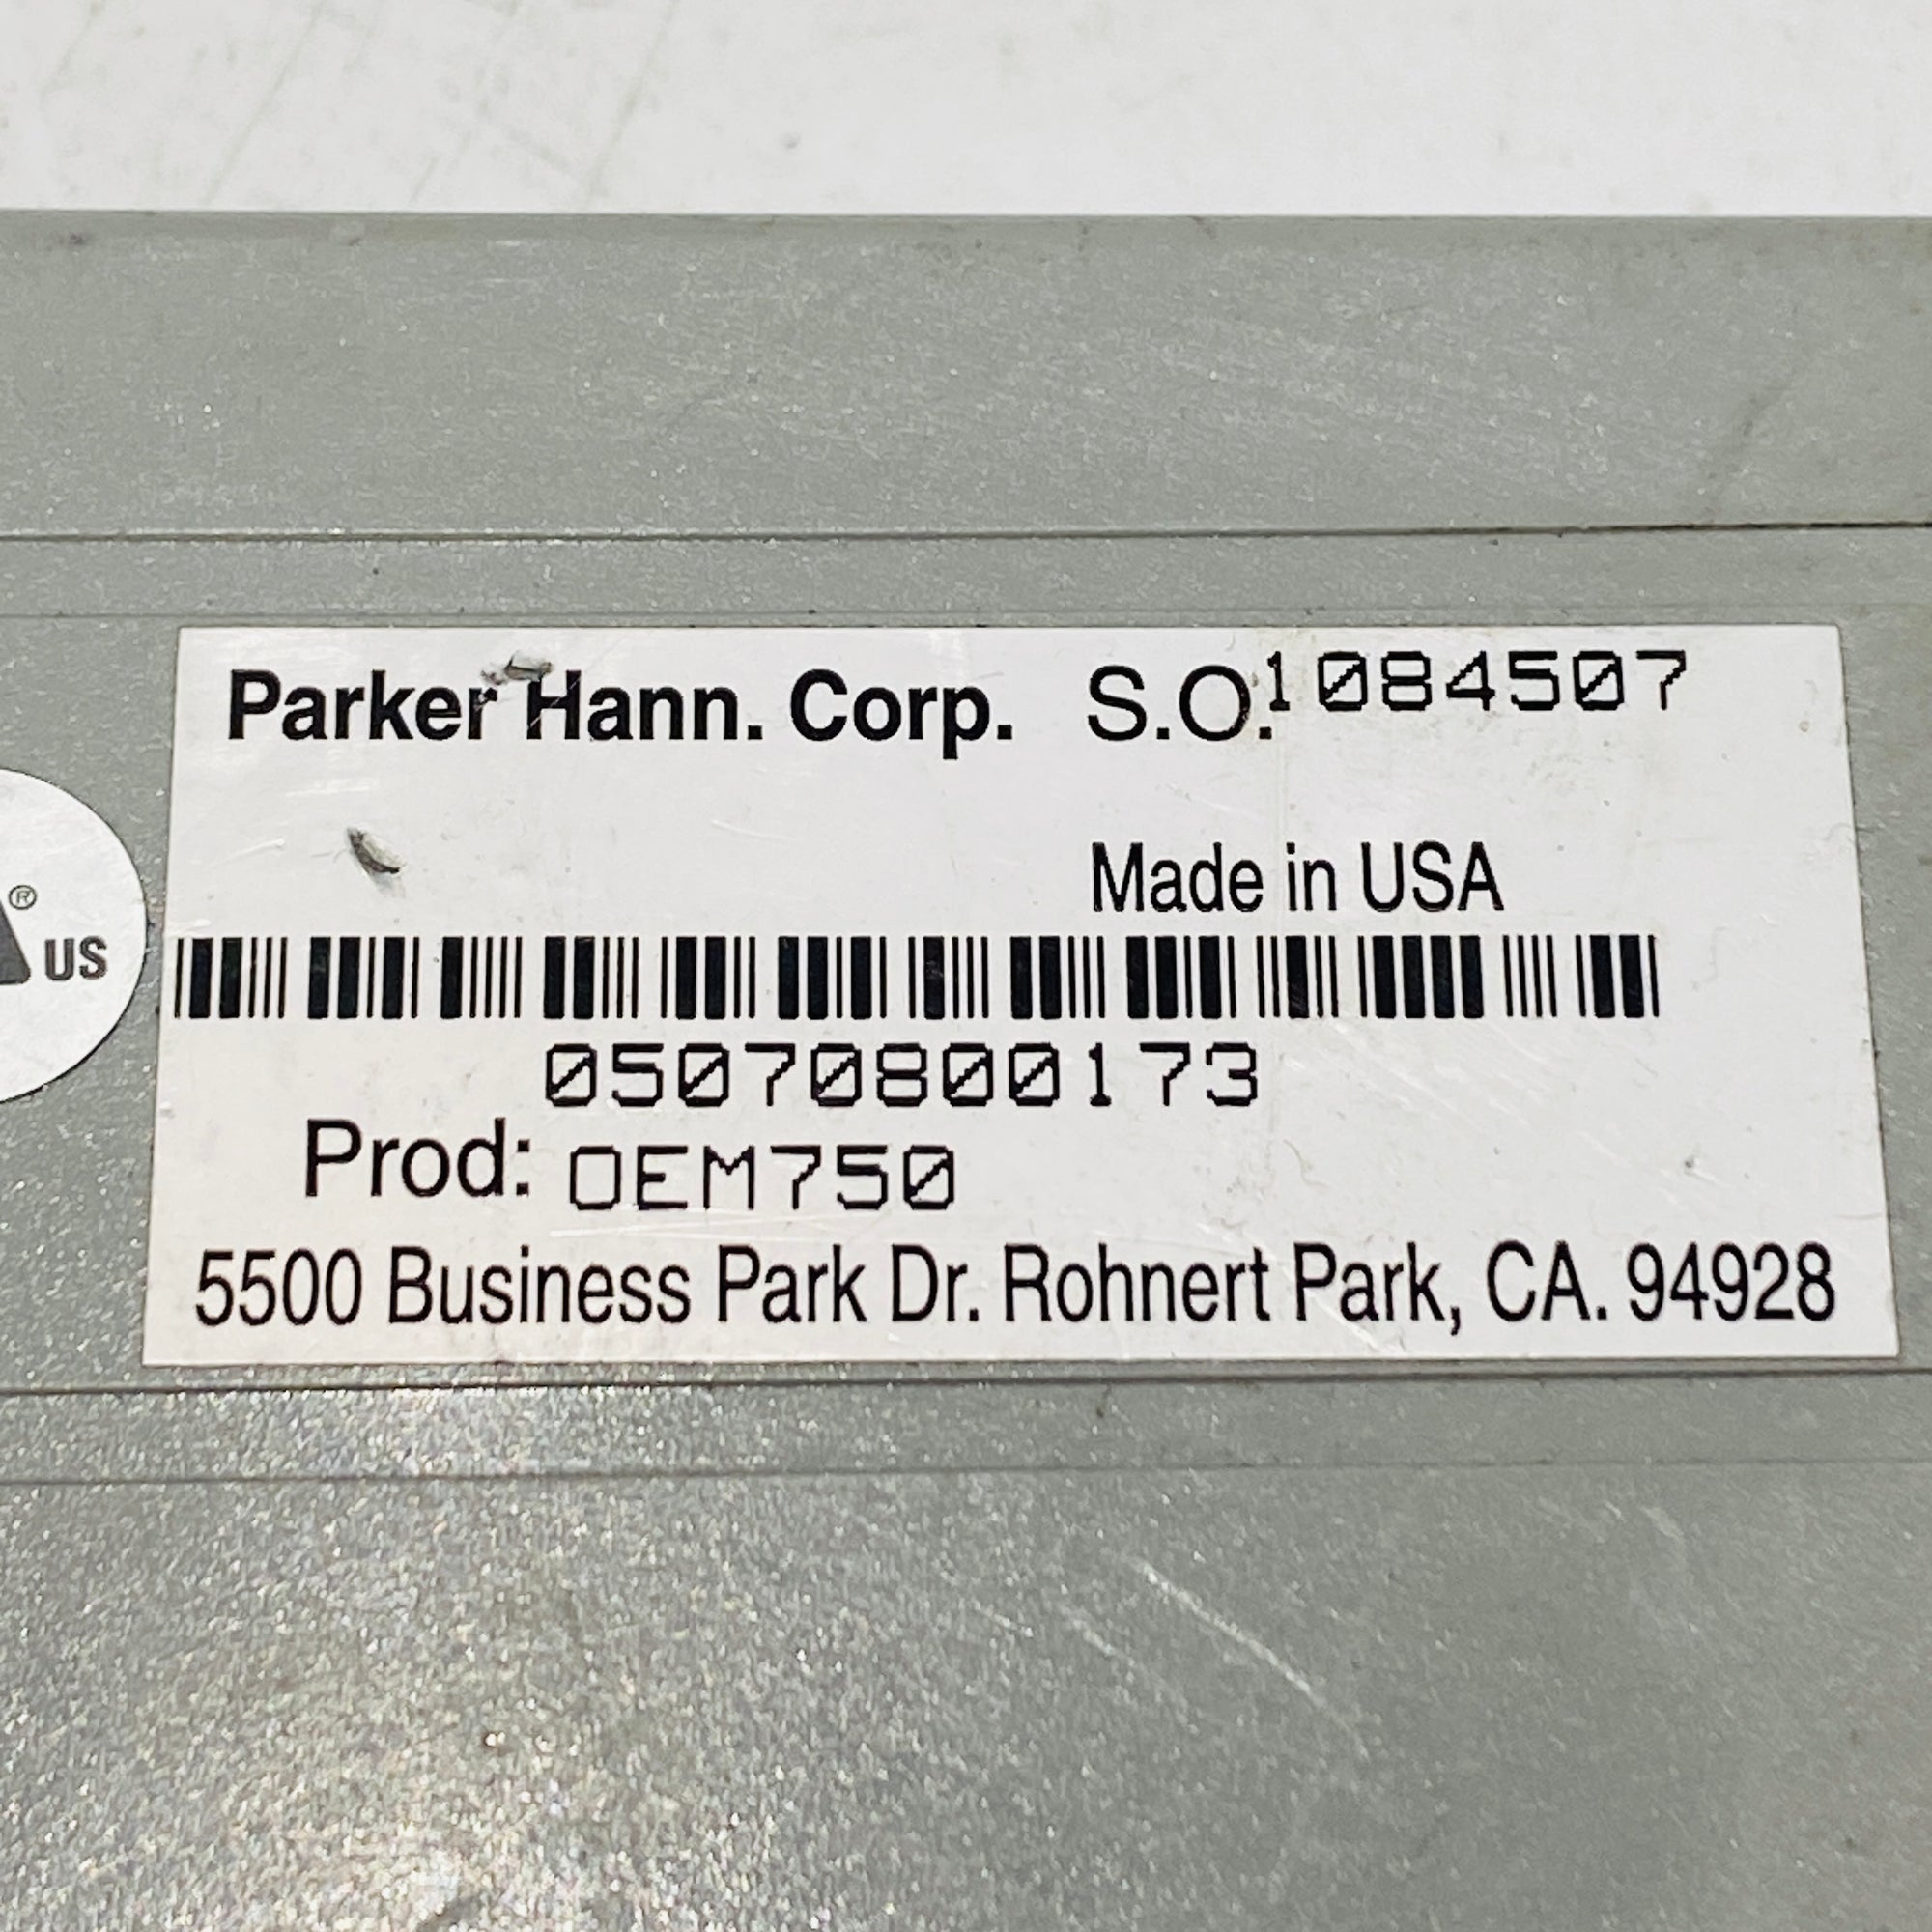 Parker Hann. Corp. S.O. 1084507
Made in USA
® US
05070800173
Prod: OEM750
5500 Business Park Dr. Rohnert Park, CA. 94928